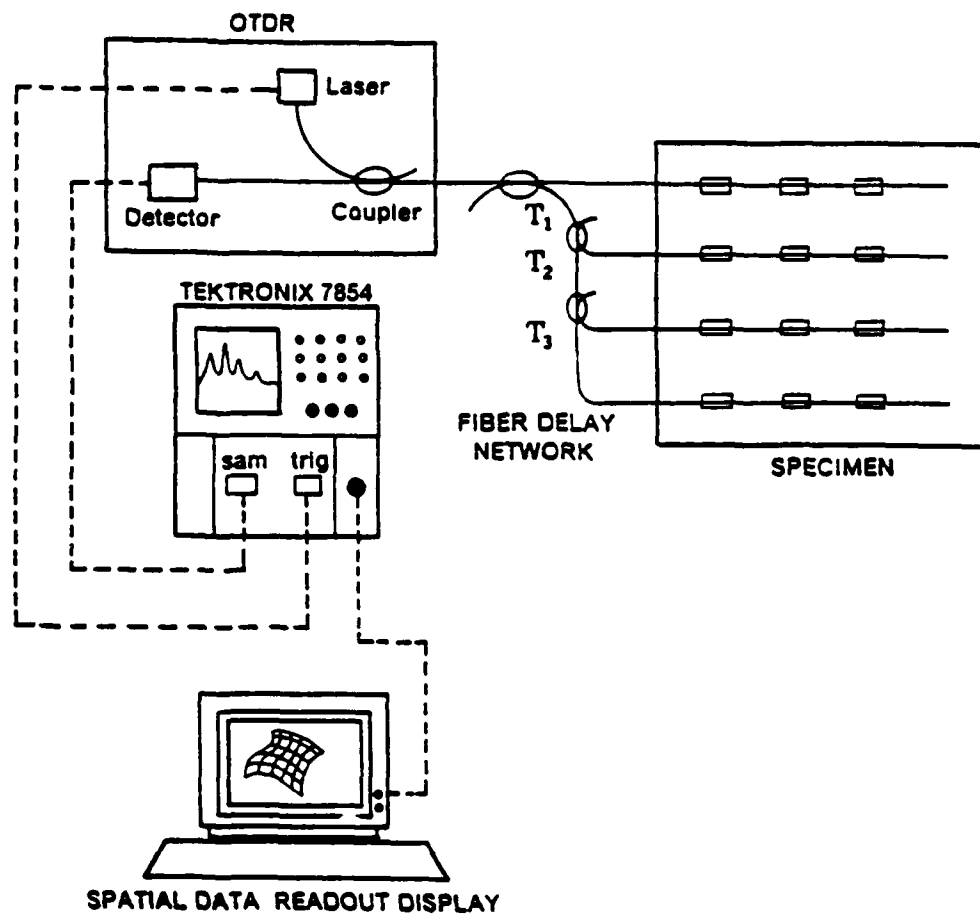 OTDR
Laser
Detector
Coupler
T1
T2
T3
TEKTRONIX 7854
sam trig
FIBER DELAY
NETWORK
SPECIMEN
SPATIAL DATA READOUT DISPLAY